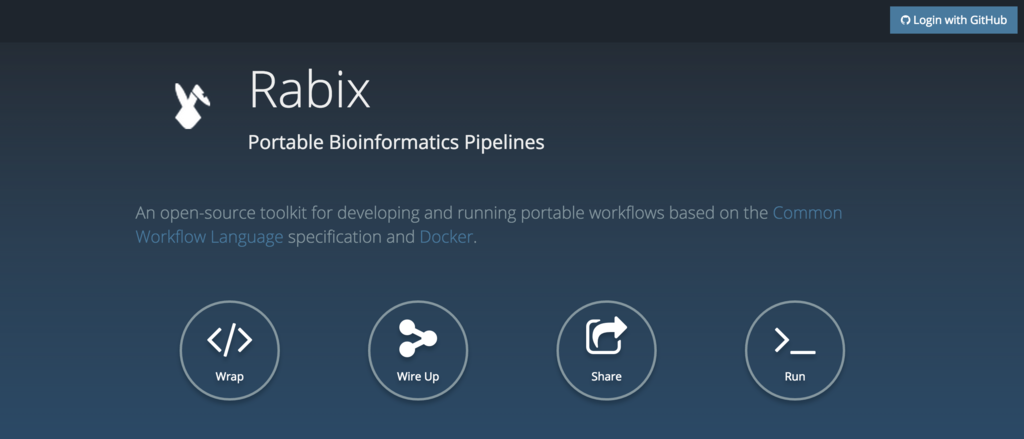 Login with GitHub
Rabix
Portable Bioinformatics Pipelines
An open-source toolkit for developing and running portable workflows based on the Common
Workflow Language specification and Docker.
Wrap
Wire Up
Share
Run